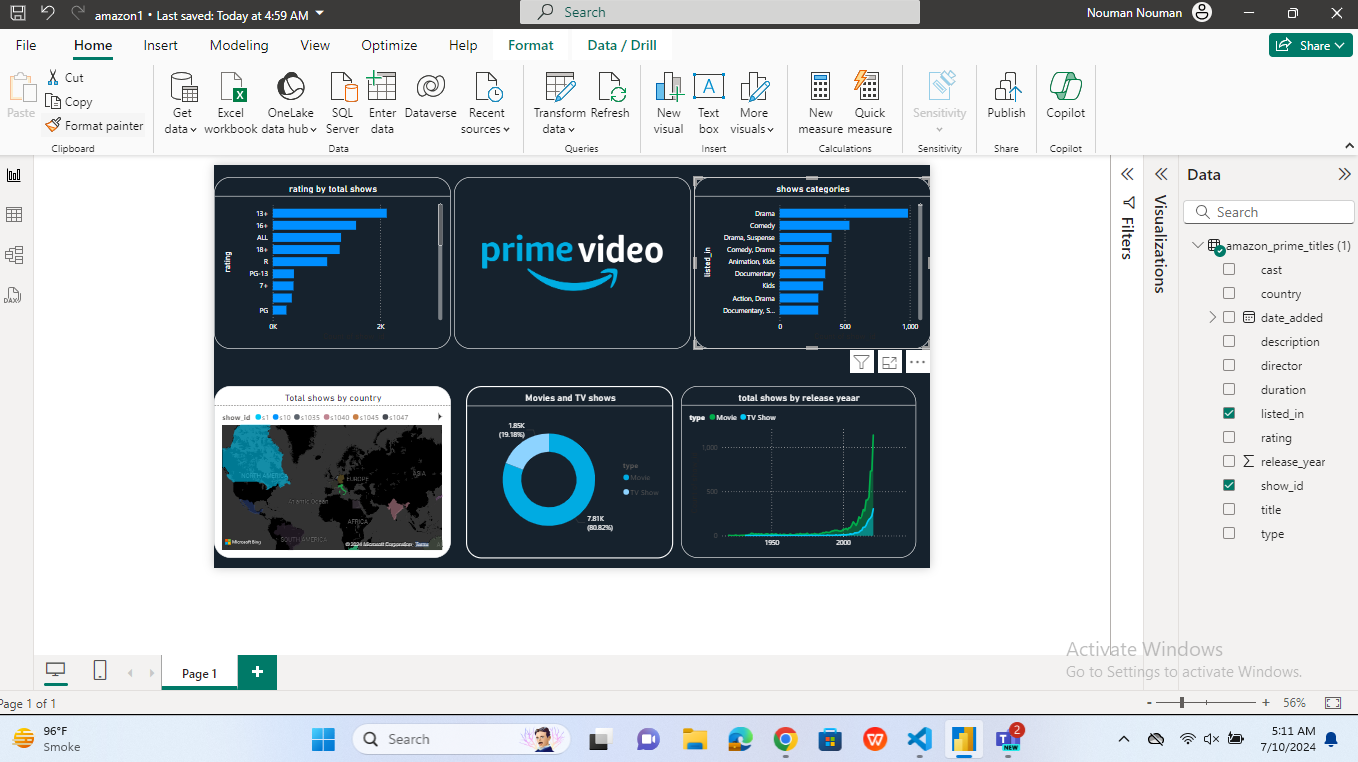 amazon1 • Last saved: Today at 4:59 AM
Search
Nouman Nouman
File Home Insert Modeling View Optimize Help Format Data / Drill
Share
Paste
Cut
Copy
Format painter
Clipboard
Get data
Excel workbook
OneLake data hub
SQL Server
Enter data
Dataverse
Recent sources
Data
Transform data
Refresh
Queries
New visual
Text box
More visuals
Insert
New measure
Quick measure
Calculations
Sensitivity
Sensitivity
Publish
Share
Copilot
Copilot
rating by total shows
rating
13+
16+
ALL
18+
R
PG-13
7+
PG
0K 2K
prime video
shows categories
listed_in
Drama
Comedy
Drama, Suspense
Comedy, Drama
Animation, Kids
Documentary
Kids
Action, Drama
Documentary, S...
0 500 1,000
Total shows by country
show_id s1 s10 s1035 s1040 s1045 s1047
NORTH AMERICA
EUROPE
ASIA
Atlantic Ocean
AFRICA
SOUTH AMERICA
Microsoft Bing
© 2024 Microsoft Corporation Terms
Movies and TV shows
1.85K
(19.18%)
7.81K
(80.82%)
type
Movie
TV Show
total shows by release yeaar
type Movie TV Show
1,000
500
0
1950 2000
Filters
Visualizations
Data
Search
amazon_prime_titles (1)
cast
country
date_added
description
director
duration
listed_in
rating
release_year
show_id
title
type
Activate Windows
Go to Settings to activate Windows.
Page 1
Page 1 of 1
56%
96°F
Smoke
Search
W
T
NEW
2
5:11 AM
7/10/2024